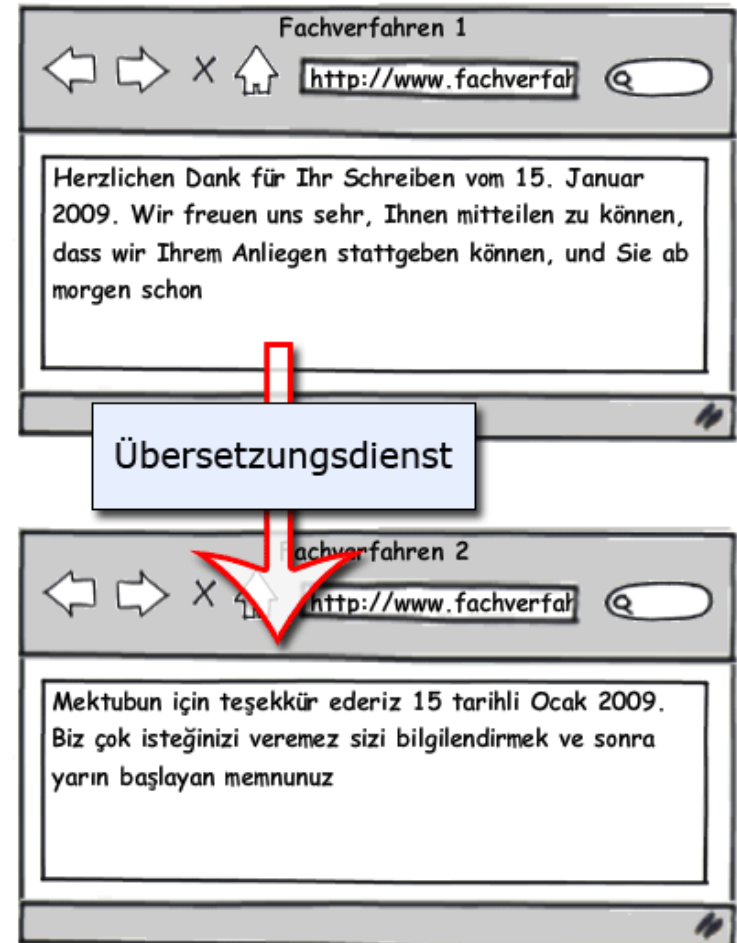 Fachverfahren 1
http://www.fachverfah
Herzlichen Dank für Ihr Schreiben vom 15. Januar
2009. Wir freuen uns sehr, Ihnen mitteilen zu können,
dass wir Ihrem Anliegen stattgeben können, und Sie ab
morgen schon
Übersetzungsdienst
Fachverfahren 2
http://www.fachverfah
Mektubun için teşekkür ederiz 15 tarihli Ocak 2009.
Biz çok isteğinizi veremez sizi bilgilendirmek ve sonra
yarın başlayan memnunuz